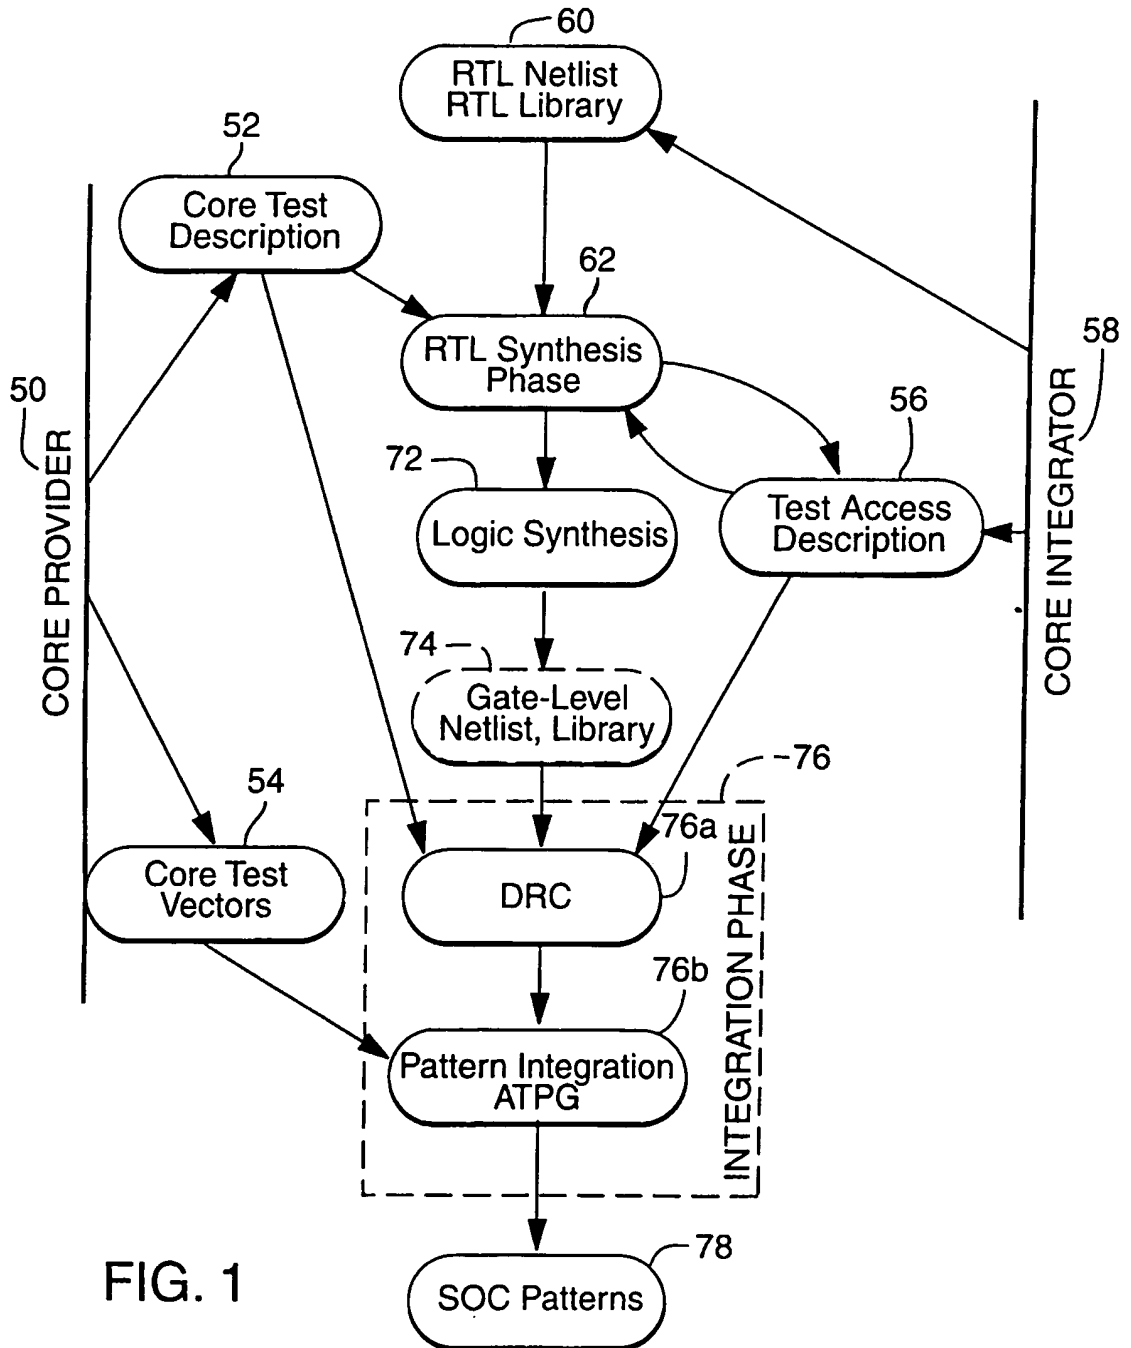 60
RTL Netlist
RTL Library
52
Core Test
Description
62
RTL Synthesis
Phase
58
CORE INTEGRATOR
50
CORE PROVIDER
56
Test Access
Description
72
Logic Synthesis
74
Gate-Level
Netlist, Library
76
54
Core Test
Vectors
76a
DRC
INTEGRATION PHASE
76b
Pattern Integration
ATPG
78
SOC Patterns
FIG. 1